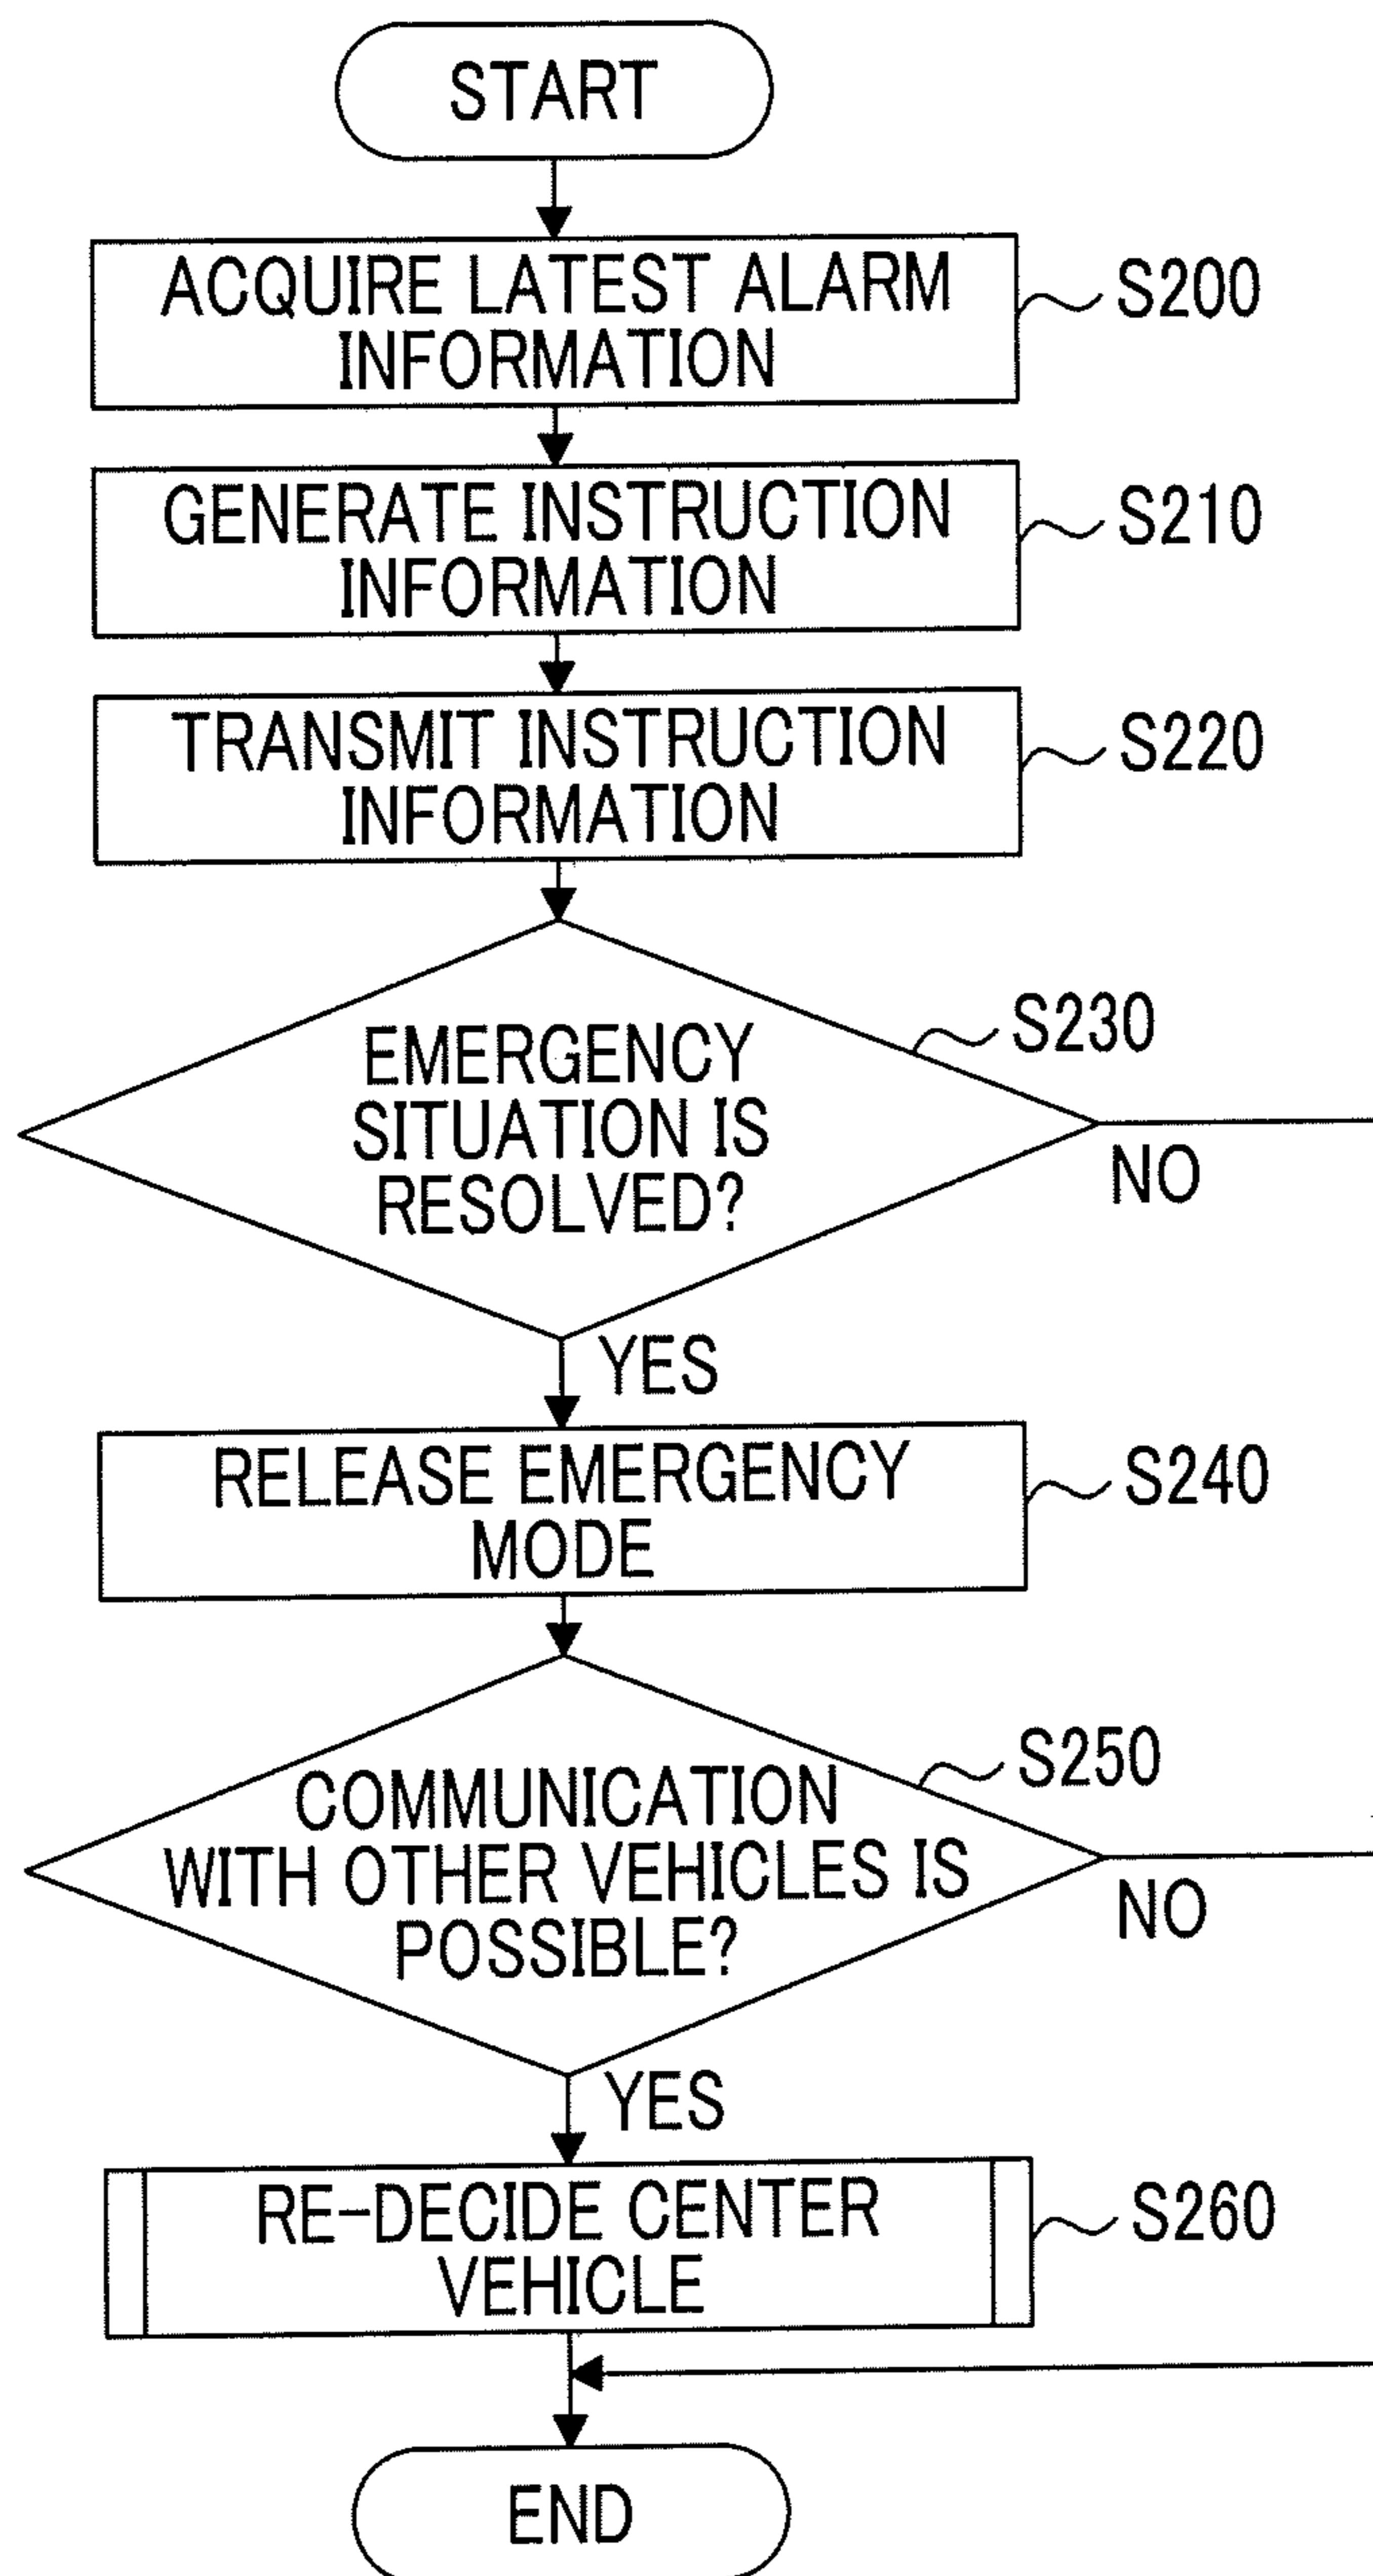 START
ACQUIRE LATEST ALARM
INFORMATION
S200
GENERATE INSTRUCTION
INFORMATION
S210
TRANSMIT INSTRUCTION
INFORMATION
S220
S230
EMERGENCY
SITUATION IS
RESOLVED?
NO
YES
RELEASE EMERGENCY
MODE
S240
S250
COMMUNICATION
WITH OTHER VEHICLES IS
POSSIBLE?
NO
YES
RE-DECIDE CENTER
VEHICLE
S260
END